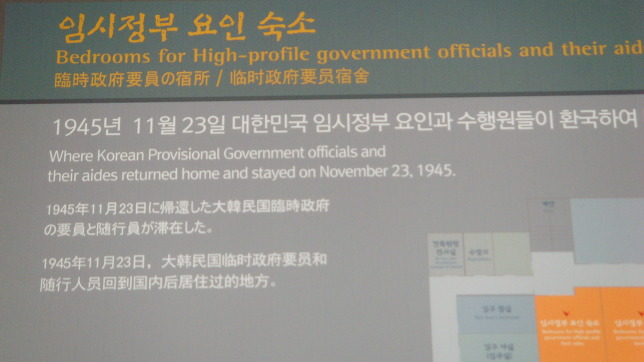 임시정부 요인 숙소
Bedrooms for High-profile government officials and their aid
臨時政府要員の宿所 / 临时政府要员宿舍
1945년 11월 23일 대한민국 임시정부 요인과 수행원들이 환국하여
Where Korean Provisional Government officials and
their aides returned home and stayed on November 23, 1945.
1945年11月23日に帰還した大韓民国臨時政府
の要員と随行員が滞在した。
1945年11月23日，大韩民国临时政府要员和
随行人员回到国内后居住过的地方。
임시정부 요인 숙소